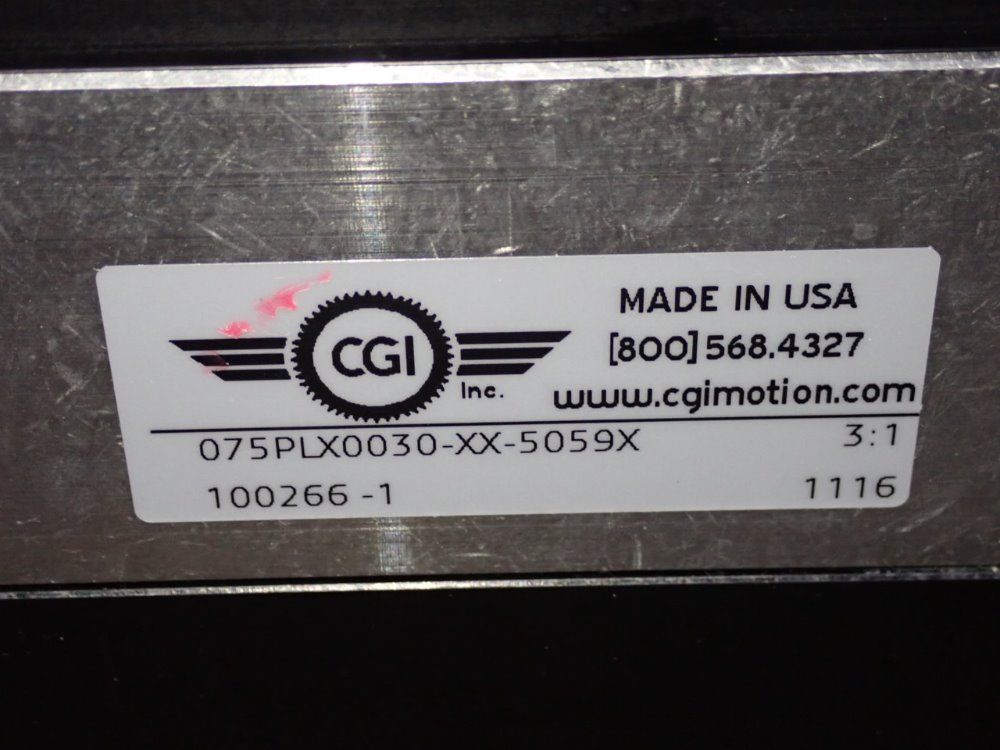 CGI
Inc.
MADE IN USA
[800] 568.4327
www.cgimotion.com
075PLX0030-XX-5059X 3:1
100266 -1 1116